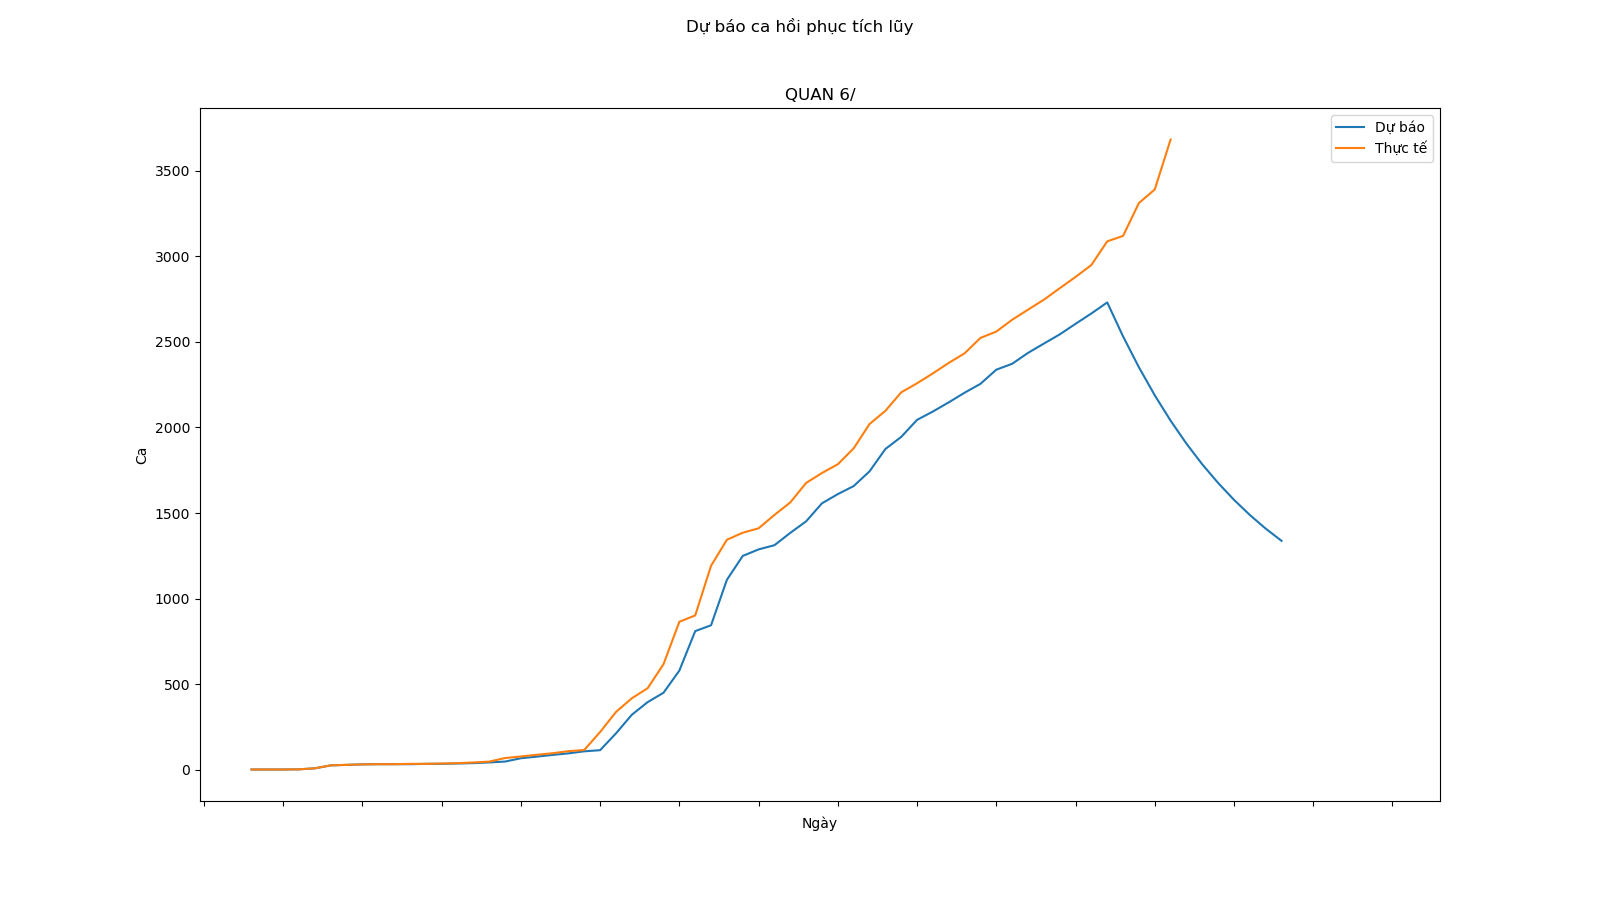 Dự báo ca hồi phục tích lũy
QUAN 6/
Dự báo
Thực tế
3500
3000
2500
2000
1500
1000
500
0
Ca
Ngày